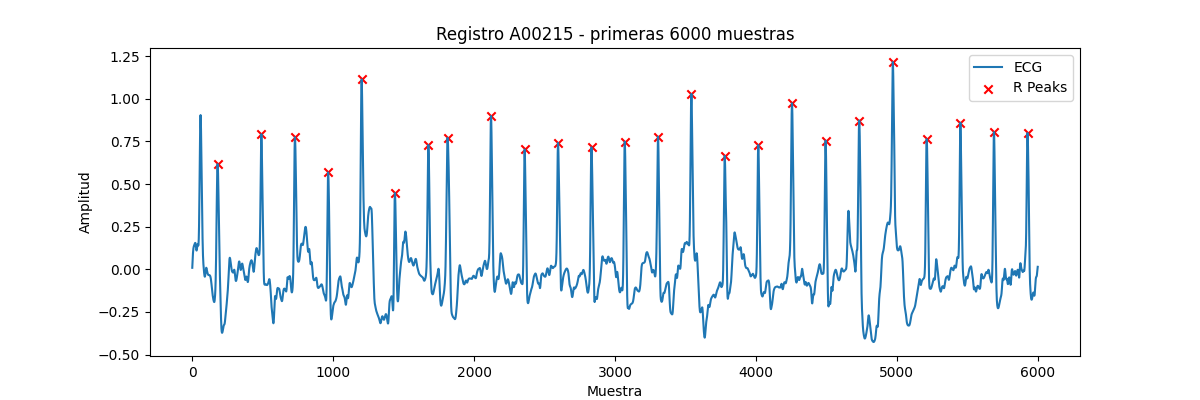 Registro A00215 - primeras 6000 muestras
1.25
1.00
0.75
0.50
0.25
0.00
−0.25
−0.50
Amplitud
ECG
R Peaks
0 1000 2000 3000 4000 5000 6000
Muestra